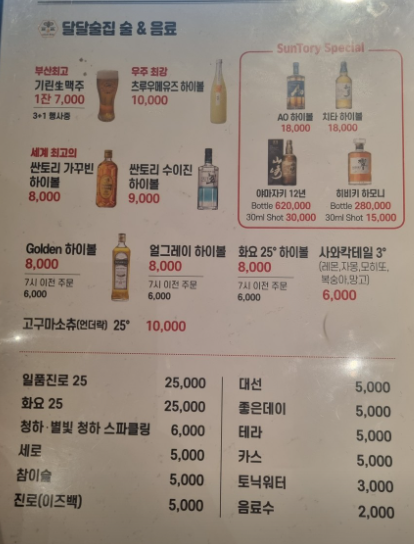 달달술집 술 & 음료
부산최고
기린生맥주
1잔 7,000
3+1 행사중
우주 최강
츠루우메유즈 하이볼
10,000
SunTory Special
AO 하이볼
18,000
치타 하이볼
18,000
야마자키 12년
Bottle 620,000
30ml Shot 30,000
히비키 하모니
Bottle 280,000
30ml Shot 15,000
세계 최고의
싼토리 가꾸빈
하이볼
8,000
싼토리 수이진
하이볼
9,000
Golden 하이볼
8,000
7시 이전 주문
6,000
얼그레이 하이볼
8,000
7시 이전 주문
6,000
화요 25° 하이볼
8,000
7시 이전 주문
6,000
사와칵테일 3°
(레몬,자몽,모히또,
복숭아,망고)
6,000
고구마소츄(언더락) 25° 10,000
일품진로 25 25,000
화요 25 25,000
청하·별빛 청하 스파클링 6,000
세로 5,000
참이슬 5,000
진로(이즈백) 5,000
대선 5,000
좋은데이 5,000
테라 5,000
카스 5,000
토닉워터 3,000
음료수 2,000